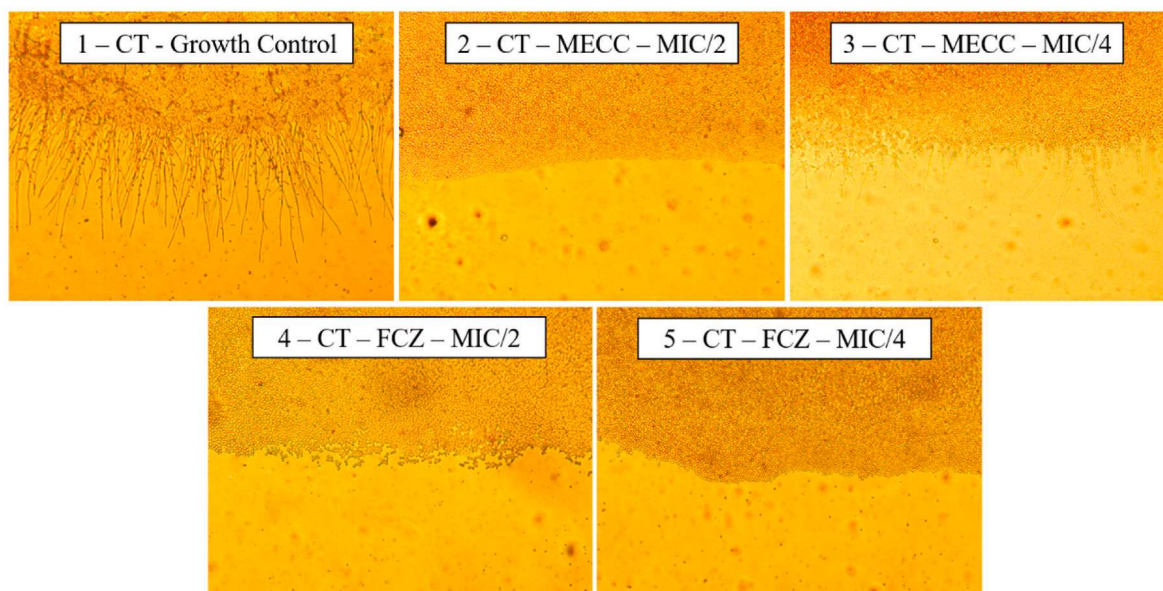 1 – CT - Growth Control
2 – CT – MECC – MIC/2
3 – CT – MECC – MIC/4
4 – CT – FCZ – MIC/2
5 – CT – FCZ – MIC/4